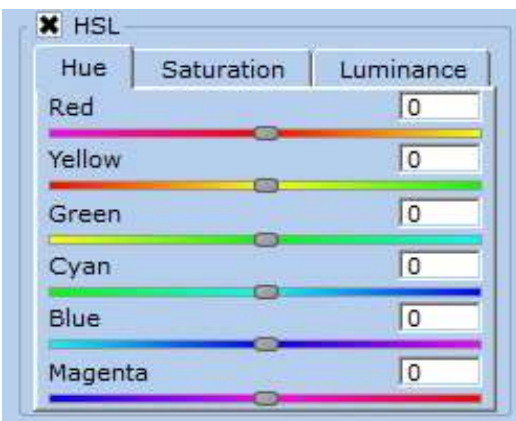 HSL
Hue Saturation Luminance
Red 0
Yellow 0
Green 0
Cyan 0
Blue 0
Magenta 0